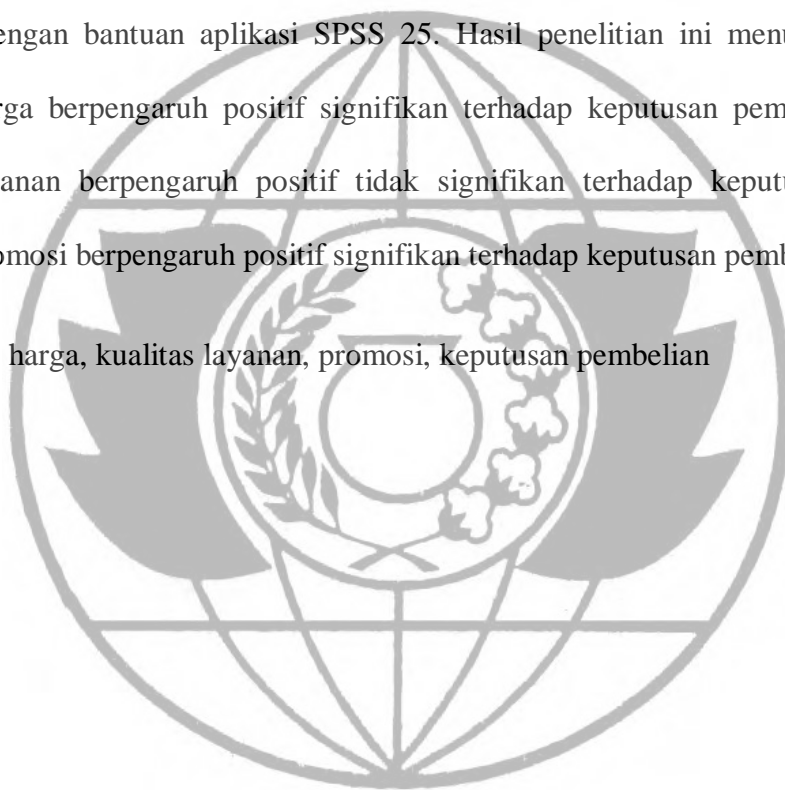 engan bantuan aplikasi SPSS 25. Hasil penelitian ini menu
rga berpengaruh positif signifikan terhadap keputusan pem
anan berpengaruh positif tidak signifikan terhadap keputu
omosi berpengaruh positif signifikan terhadap keputusan pemb
harga, kualitas layanan, promosi, keputusan pembelian